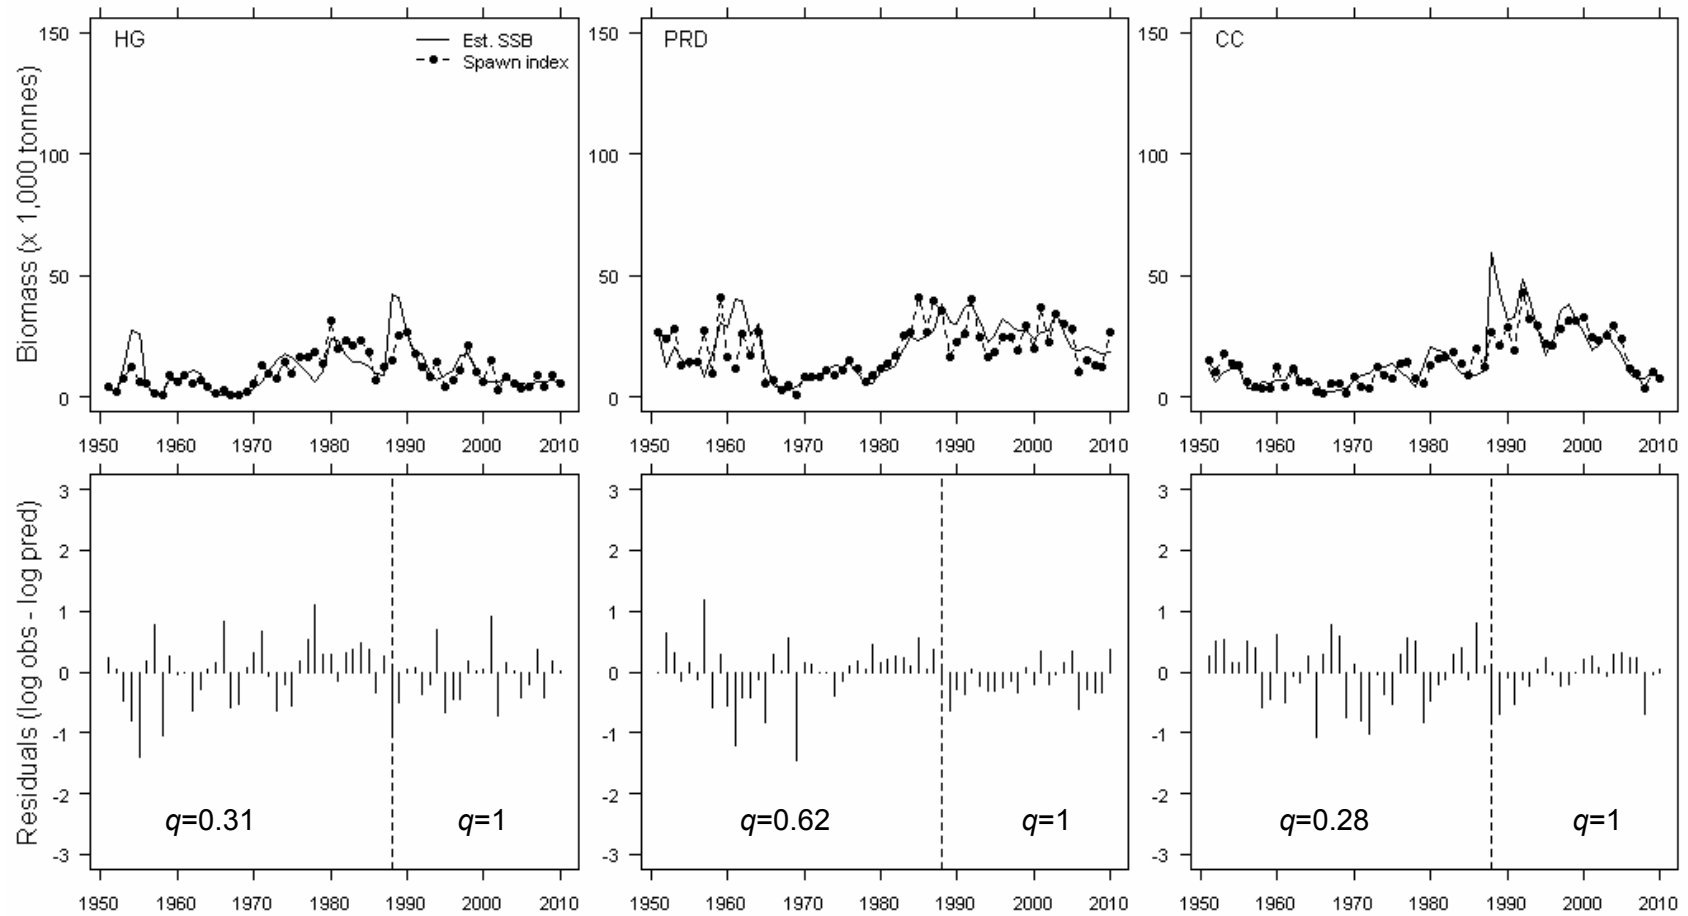 HG
Est. SSB
Spawn index
PRD
CC
Biomass (x 1,000 tonnes)
150
100
50
0
150
100
50
0
150
100
50
0
1950 1960 1970 1980 1990 2000 2010
1950 1960 1970 1980 1990 2000 2010
1950 1960 1970 1980 1990 2000 2010
Residuals (log obs - log pred)
3
2
1
0
-1
-2
-3
q=0.31
q=1
3
2
1
0
-1
-2
-3
q=0.62
q=1
3
2
1
0
-1
-2
-3
q=0.28
q=1
1950 1960 1970 1980 1990 2000 2010
1950 1960 1970 1980 1990 2000 2010
1950 1960 1970 1980 1990 2000 2010